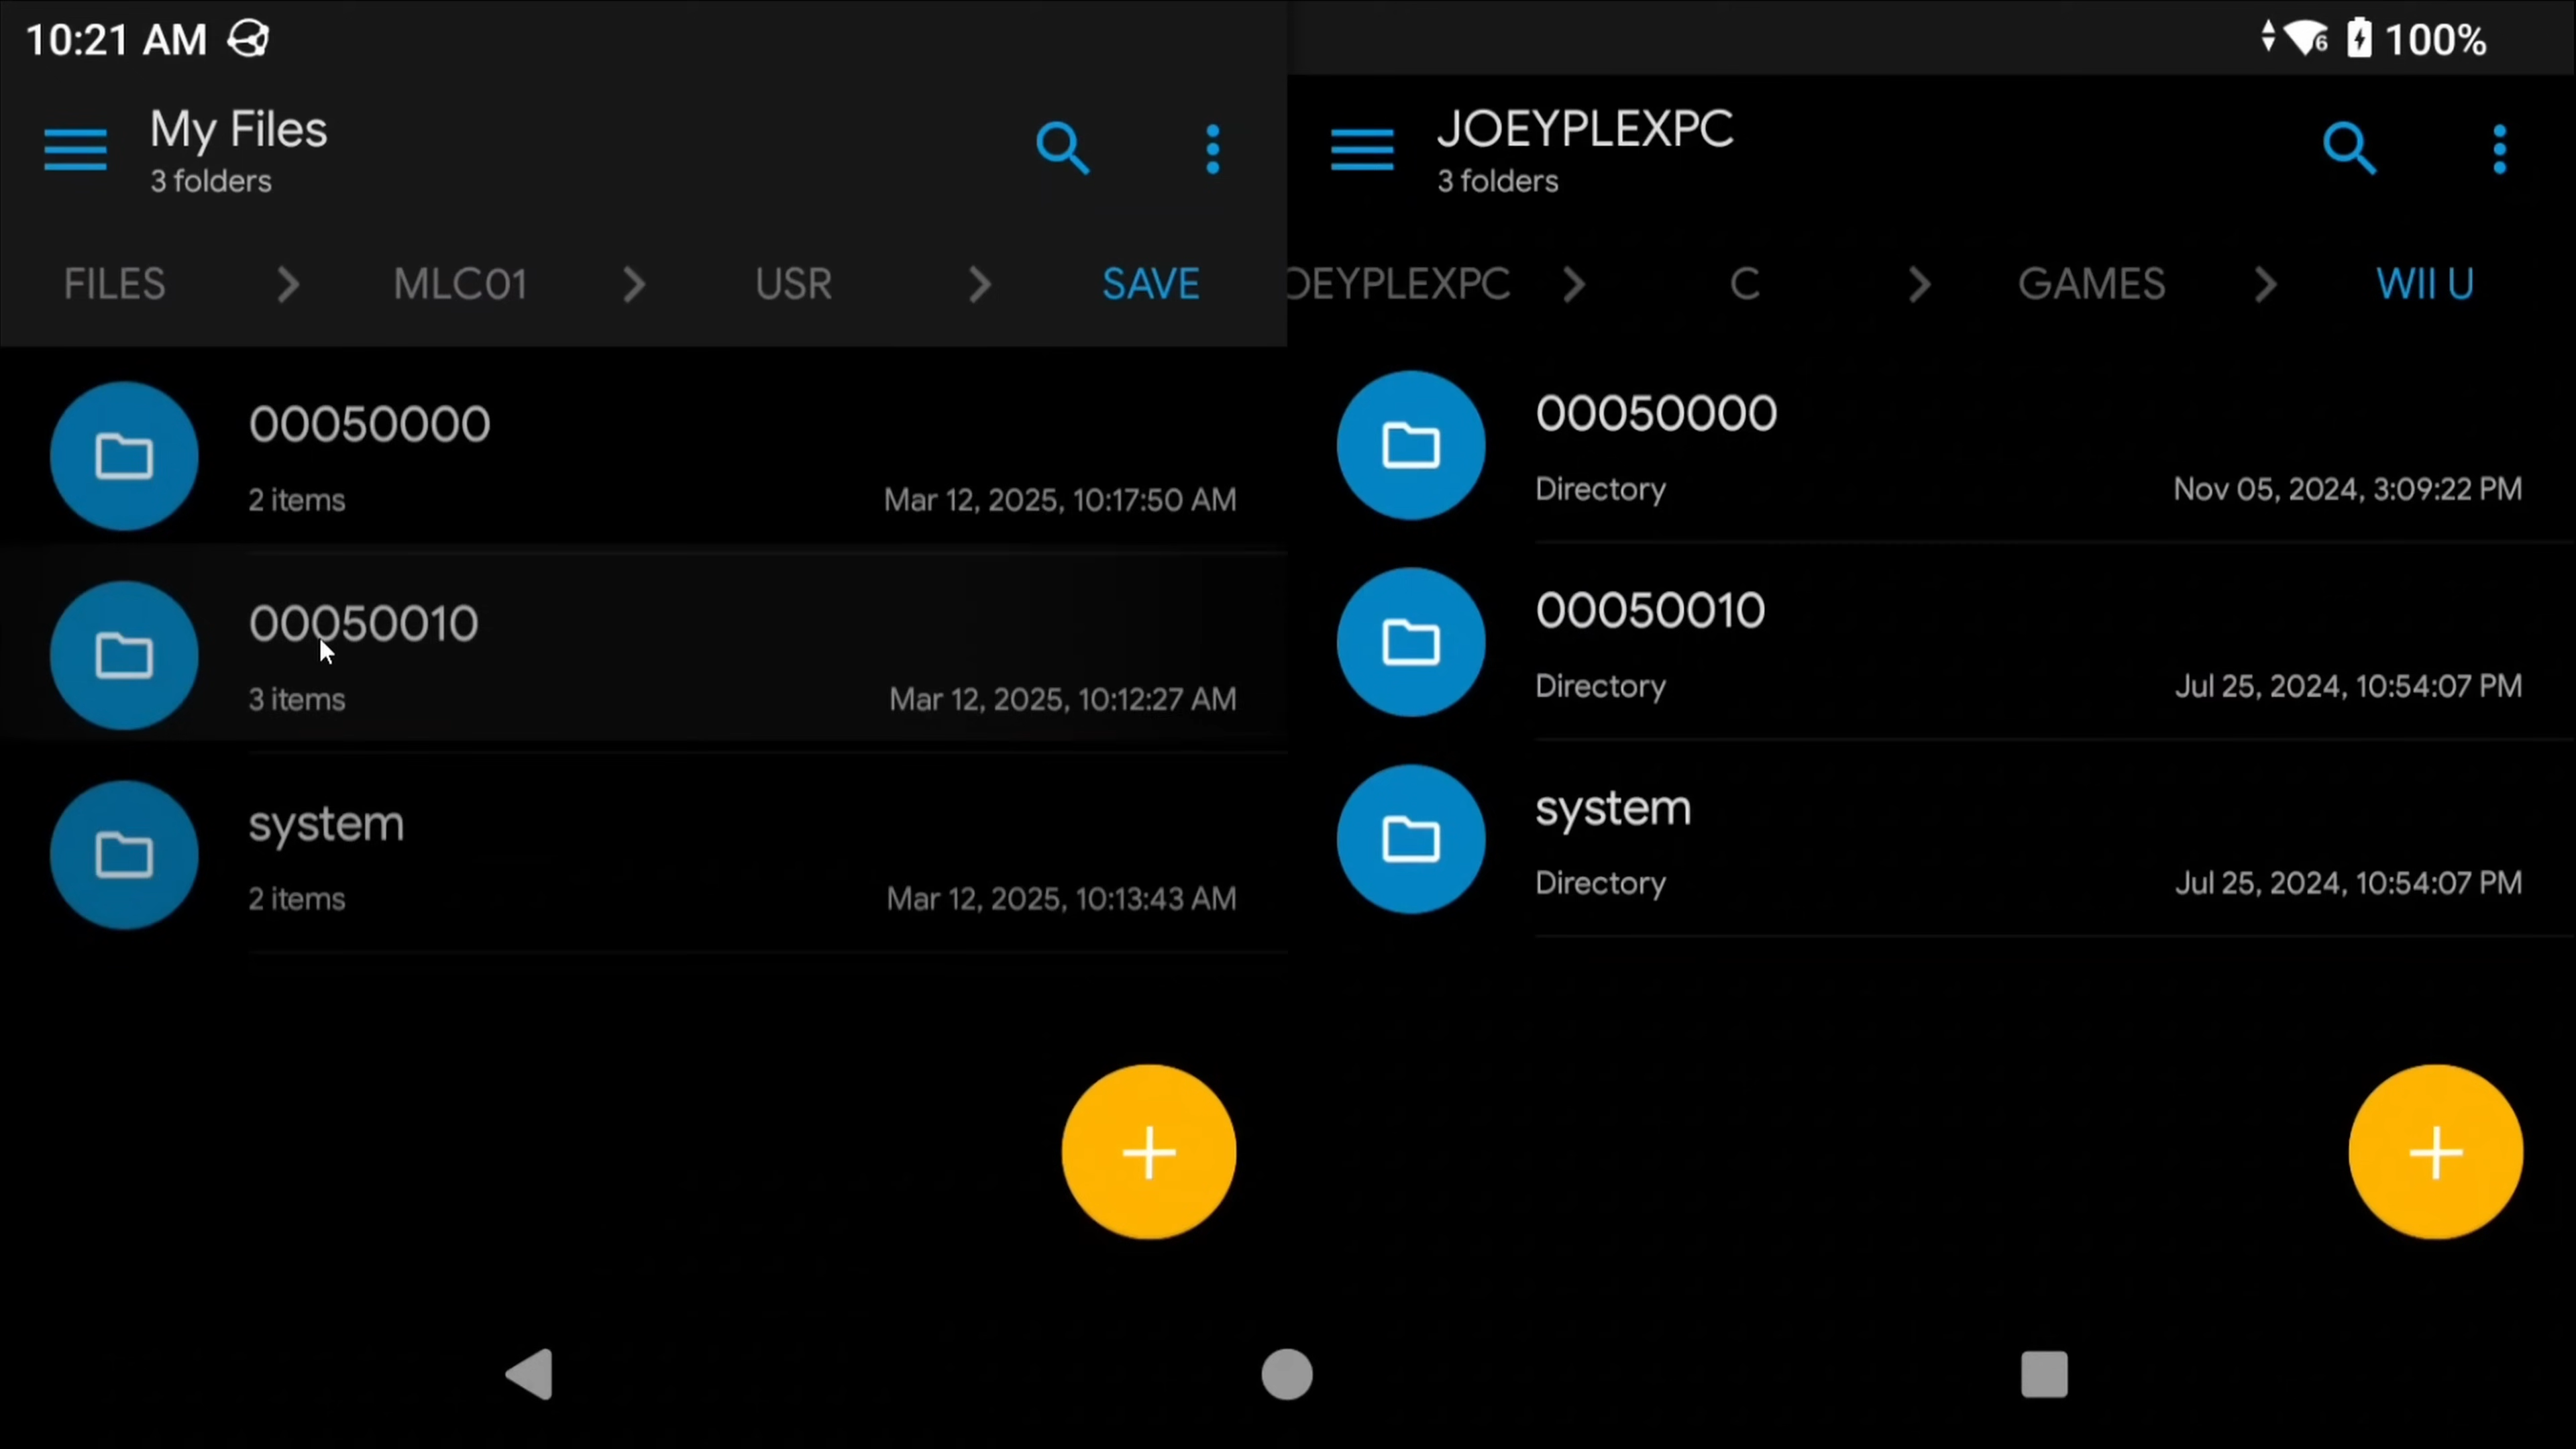 10:21 AM
6 100%
My Files
3 folders
FILES > MLC01 > USR > SAVE
00050000
2 items
Mar 12, 2025, 10:17:50 AM
00050010
3 items
Mar 12, 2025, 10:12:27 AM
system
2 items
Mar 12, 2025, 10:13:43 AM
JOEYPLEXPC
3 folders
OEYPLEXPC > C > GAMES > WII U
00050000
Directory
Nov 05, 2024, 3:09:22 PM
00050010
Directory
Jul 25, 2024, 10:54:07 PM
system
Directory
Jul 25, 2024, 10:54:07 PM